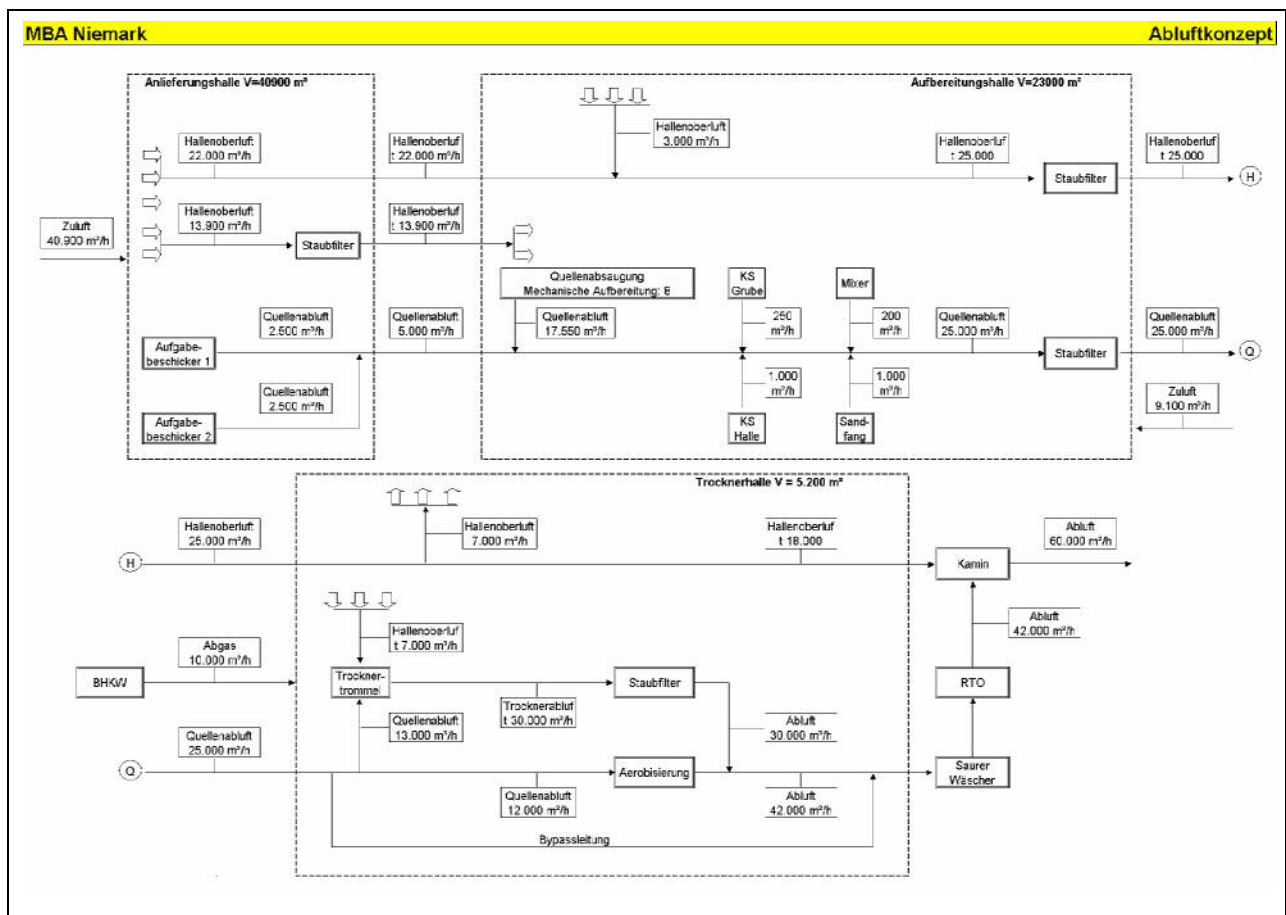 MBA Niemark
Abluftkonzept
Anlieferungshalle V=40900 m³
Aufbereitungshalle V=23000 m³
Hallenoberluft
22.000 m³/h
Hallenoberluf
t 22.000 m³/h
Hallenoberluft
3.000 m³/h
Hallenoberluf
t 25.000
Staubfilter
Hallenoberluf
t 25.000
H
Zuluft
40.900 m³/h
Hallenoberluft
13.900 m³/h
Staubfilter
Hallenoberluf
t 13.900 m³/h
Quellenabsaugung
Mechanische Aufbereitung: 8
KS
Grube
Mixer
Quellenabluft
2.500 m³/h
Quellenabluft
5.000 m³/h
Quellenabluft
17.550 m³/h
250
m³/h
200
m³/h
Quellenabluft
25.000 m³/h
Quellenabluft
25.000 m³/h
Aufgabe-
beschicker 1
Staubfilter
Q
Quellenabluft
2.500 m³/h
1.000
m³/h
1.000
m³/h
Zuluft
9.100 m³/h
Aufgabe-
beschicker 2
KS
Halle
Sand-
fang
Trocknerhalle V = 5.200 m³
Hallenoberluft
25.000 m³/h
Hallenoberluft
7.000 m³/h
Hallenoberluf
t 18.000
Abluft
60.000 m³/h
H
Kamin
Hallenoberluf
t 7.000 m³/h
Abluft
42.000 m³/h
Abgas
10.000 m³/h
BHKW
Trockner-
trommel
Staubfilter
RTO
Trocknerabluf
t 30.000 m³/h
Quellenabluft
25.000 m³/h
Quellenabluft
13.000 m³/h
Abluft
30.000 m³/h
Q
Aerobisierung
Saurer
Wäscher
Quellenabluft
12.000 m³/h
Abluft
42.000 m³/h
Bypassleitung